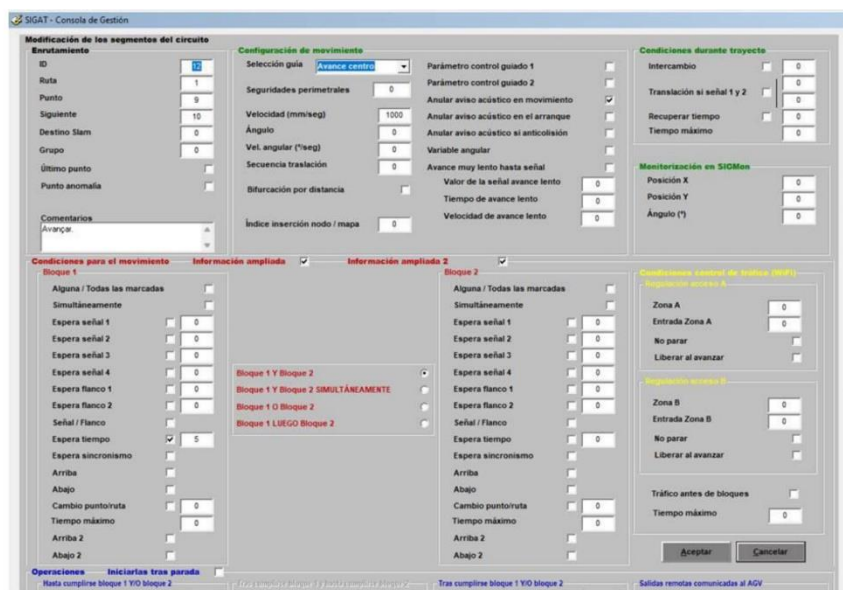 SIGAT - Consola de Gestión
Modificación de los segmentos del circuito
Enrutamiento
ID 12
Ruta 1
Punto 9
Siguiente 10
Destino Slam 0
Grupo 0
Último punto
Punto anomalía
Comentarios
Avançar.
Configuración de movimiento
Selección guía Avance centro
Seguridades perimetrales 0
Velocidad (mm/seg) 1000
Ángulo 0
Vel. angular (º/seg) 0
Secuencia traslación 0
Bifurcación por distancia
Índice inserción nodo / mapa 0
Parámetro control guiado 1
Parámetro control guiado 2
Anular aviso acústico en movimiento
Anular aviso acústico en el arranque
Anular aviso acústico si anticolisión
Variable angular
Avance muy lento hasta señal
Valor de la señal avance lento 0
Tiempo de avance lento 0
Velocidad de avance lento 0
Condiciones durante trayecto
Intercambio 0
Translación si señal 1 y 2 0
0
Recuperar tiempo 0
Tiempo máximo 0
Monitorización en SIGMon
Posición X 0
Posición Y 0
Ángulo (º) 0
Condiciones para el movimiento Información ampliada Información ampliada 2
Bloque 1
Alguna / Todas las marcadas
Simultáneamente
Espera señal 1 0
Espera señal 2 0
Espera señal 3 0
Espera señal 4 0
Espera flanco 1 0
Espera flanco 2 0
Señal / Flanco
Espera tiempo 5
Espera sincronismo
Arriba
Abajo
Cambio punto/ruta 0
Tiempo máximo 0
Arriba 2
Abajo 2
Bloque 1 Y Bloque 2
Bloque 1 Y Bloque 2 SIMULTÁNEAMENTE
Bloque 1 O Bloque 2
Bloque 1 LUEGO Bloque 2
Bloque 2
Alguna / Todas las marcadas
Simultáneamente
Espera señal 1 0
Espera señal 2 0
Espera señal 3 0
Espera señal 4 0
Espera flanco 1 0
Espera flanco 2 0
Señal / Flanco
Espera tiempo 0
Espera sincronismo
Arriba
Abajo
Cambio punto/ruta 0
Tiempo máximo 0
Arriba 2
Abajo 2
Condiciones control de tráfico (WiFi)
Regulación acceso A
Zona A 0
Entrada Zona A 0
No parar
Liberar al avanzar
Regulación acceso B
Zona B 0
Entrada Zona B 0
No parar
Liberar al avanzar
Tráfico antes de bloques
Tiempo máximo 0
Aceptar Cancelar
Operaciones Iniciarlas tras parada
Hasta cumplirse bloque 1 Y/O bloque 2
Tras cumplirse bloque 1 y hasta cumplirse bloque 2
Tras cumplirse bloque 1 Y/O bloque 2
Salidas remotas comunicadas al AGV